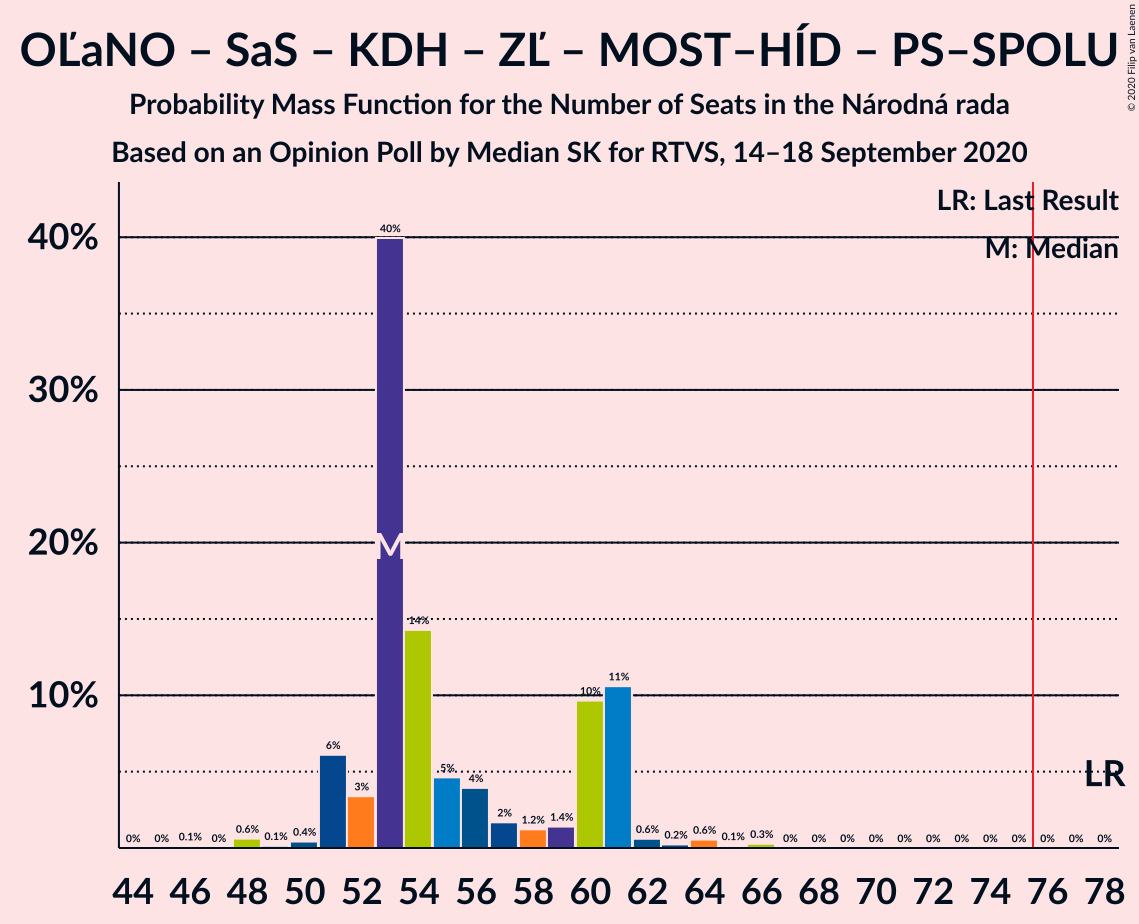 OĽaNO – SaS – KDH – ZĽ – MOST–HÍD – PS–SPOLU
Probability Mass Function for the Number of Seats in the Národná rada
Based on an Opinion Poll by Median SK for RTVS, 14–18 September 2020
© 2020 Filip van Laenen
LR: Last Result
M: Median
40%
30%
20%
10%
0% 0% 0.1% 0% 0.6% 0.1% 0.4% 6% 3% 40% 14% 5% 4% 2% 1.2% 1.4% 10% 11% 0.6% 0.2% 0.6% 0.1% 0.3% 0% 0% 0% 0% 0% 0% 0% 0% 0% 0% 0% 0%
M
LR
44 46 48 50 52 54 56 58 60 62 64 66 68 70 72 74 76 78